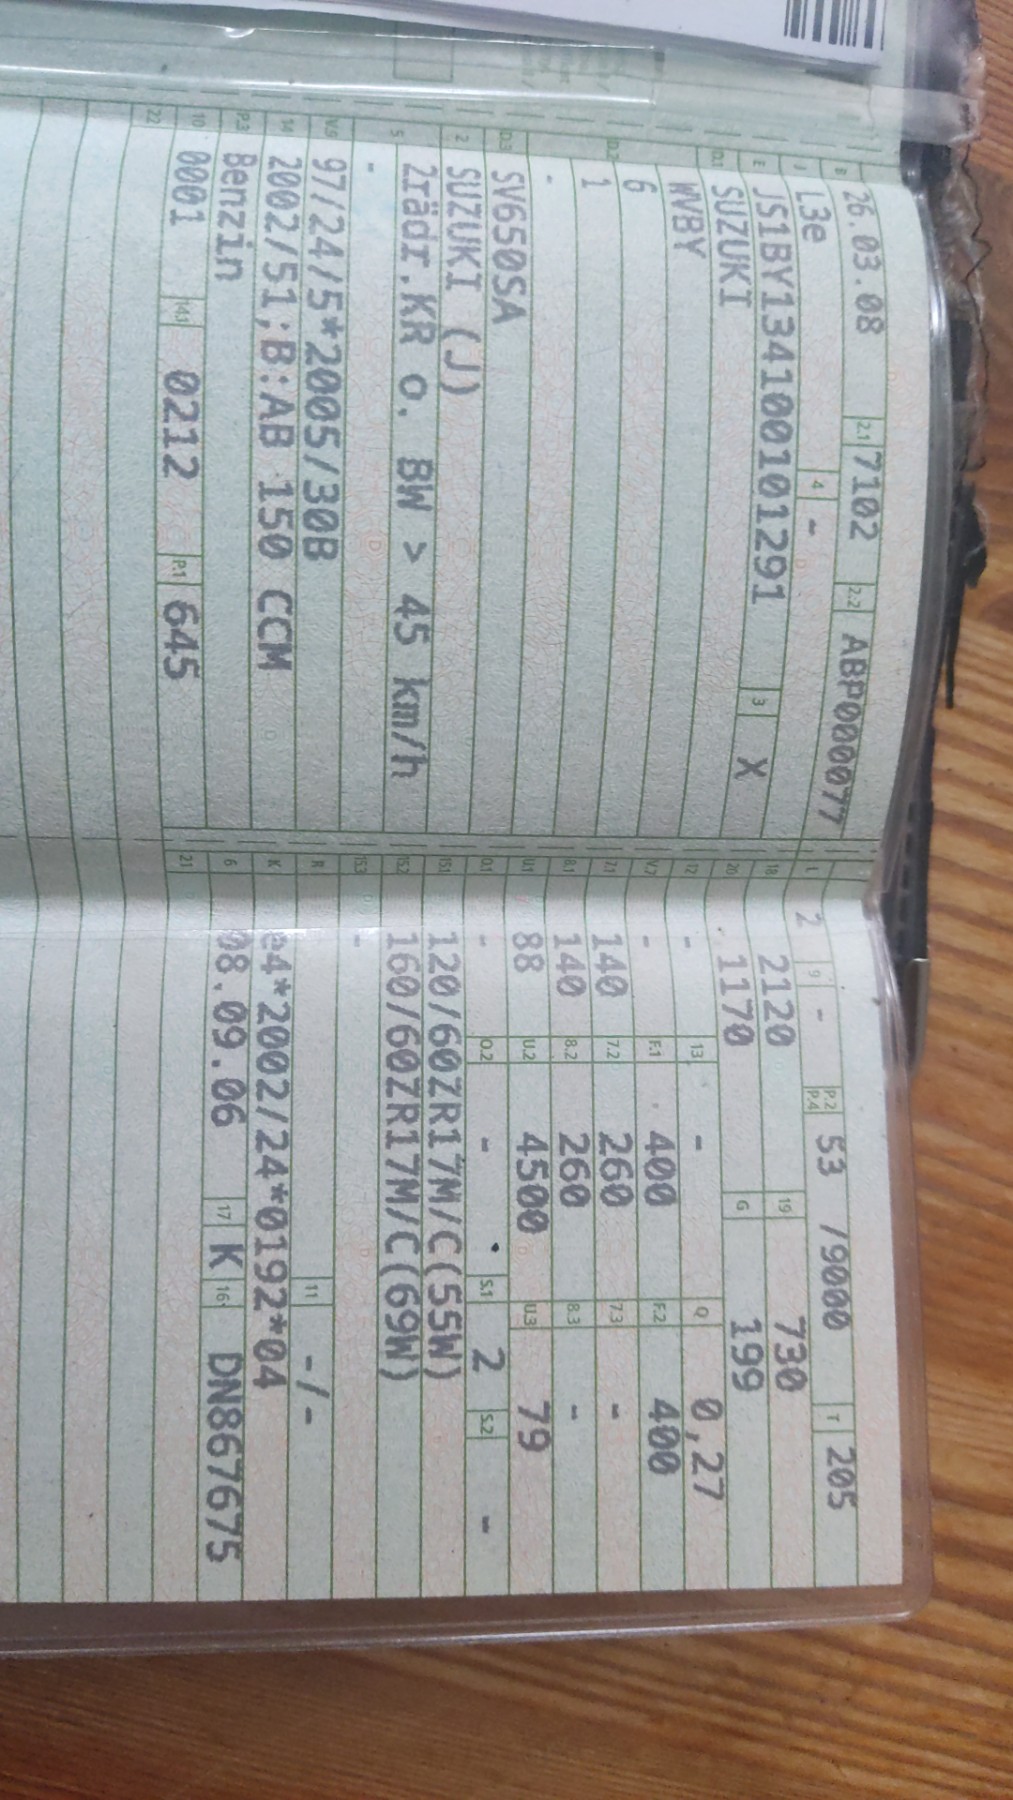 B 26.03.08 2.1 7102 2.2 ABP000077
J L3e 4 -
E JS1BY134100101291 3 X
D.1 SUZUKI
D.2 WVBY
6
1
-
D.3 SV650SA
2 SUZUKI (J)
5 2rädr.KR o. BW > 45 km/h
-
V.9 97/24/5*2005/30B
14 2002/51;B:AB 150 CCM
P.3 Benzin
10 0001 14.1 0212 P.1 645
22
L 2 9 - P.2 P.4 53 /9000 T 205
18 2120 19 730
20 1170 G 199
12 - 13 - Q 0,27
V.7 - F.1 400 F.2 400
7.1 140 7.2 260 7.3 -
8.1 140 8.2 260 8.3 -
U.1 88 U.2 4500 U.3 79
O.1 - O.2 - S.1 2 S.2 -
15.1 120/60ZR17M/C(55W)
15.2 160/60ZR17M/C(69W)
15.3 -
R 11 -/-
K e4*2002/24*0192*04
6 08.09.06 17 K 16 DN867675
21